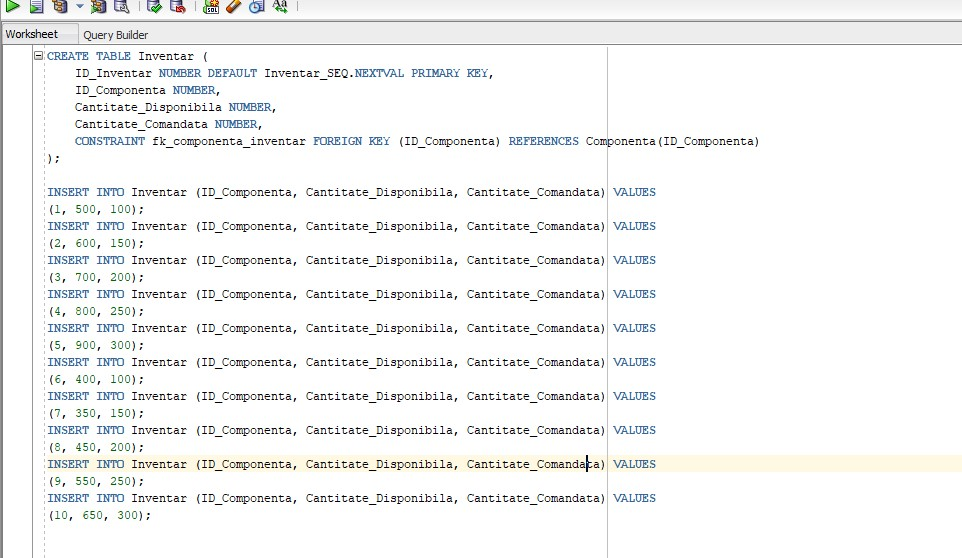 SQL
Aa
Worksheet Query Builder
CREATE TABLE Inventar (
ID_Inventar NUMBER DEFAULT Inventar_SEQ.NEXTVAL PRIMARY KEY,
ID_Componenta NUMBER,
Cantitate_Disponibila NUMBER,
Cantitate_Comandata NUMBER,
CONSTRAINT fk_componenta_inventar FOREIGN KEY (ID_Componenta) REFERENCES Componenta(ID_Componenta)
);
INSERT INTO Inventar (ID_Componenta, Cantitate_Disponibila, Cantitate_Comandata) VALUES
(1, 500, 100);
INSERT INTO Inventar (ID_Componenta, Cantitate_Disponibila, Cantitate_Comandata) VALUES
(2, 600, 150);
INSERT INTO Inventar (ID_Componenta, Cantitate_Disponibila, Cantitate_Comandata) VALUES
(3, 700, 200);
INSERT INTO Inventar (ID_Componenta, Cantitate_Disponibila, Cantitate_Comandata) VALUES
(4, 800, 250);
INSERT INTO Inventar (ID_Componenta, Cantitate_Disponibila, Cantitate_Comandata) VALUES
(5, 900, 300);
INSERT INTO Inventar (ID_Componenta, Cantitate_Disponibila, Cantitate_Comandata) VALUES
(6, 400, 100);
INSERT INTO Inventar (ID_Componenta, Cantitate_Disponibila, Cantitate_Comandata) VALUES
(7, 350, 150);
INSERT INTO Inventar (ID_Componenta, Cantitate_Disponibila, Cantitate_Comandata) VALUES
(8, 450, 200);
INSERT INTO Inventar (ID_Componenta, Cantitate_Disponibila, Cantitate_Comandata) VALUES
(9, 550, 250);
INSERT INTO Inventar (ID_Componenta, Cantitate_Disponibila, Cantitate_Comandata) VALUES
(10, 650, 300);